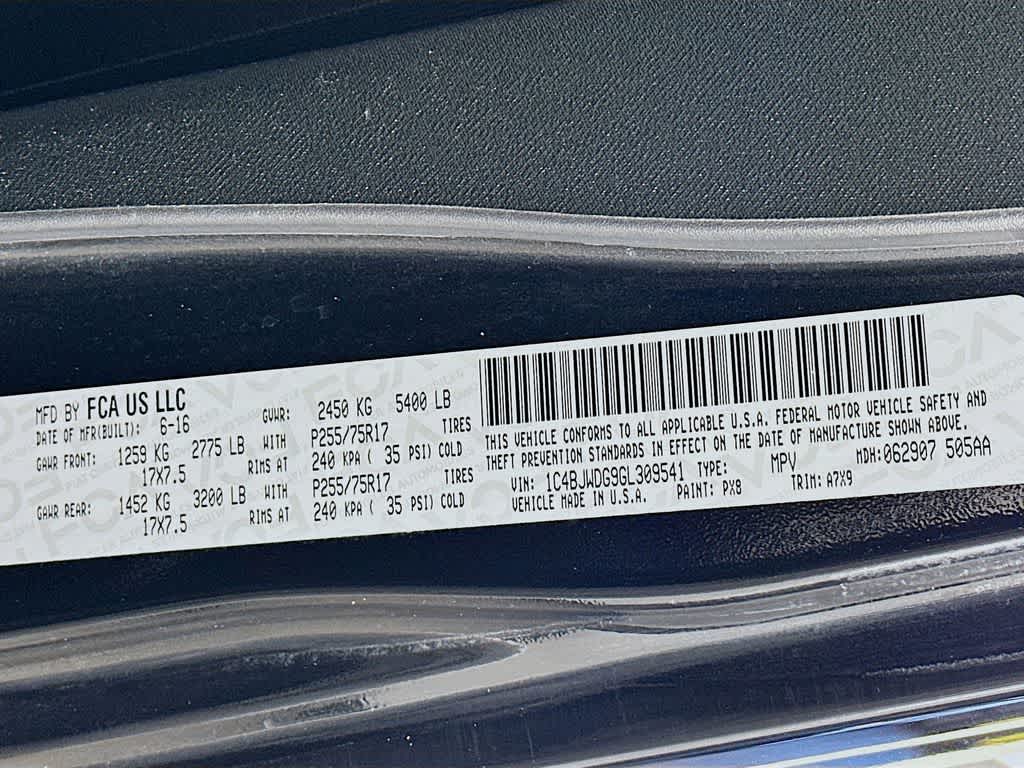 MFD BY FCA US LLC
DATE OF MFR(BUILT): 6-16
GVWR: 2450 KG 5400 LB
GAWR FRONT: 1259 KG 2775 LB WITH P255/75R17 TIRES
17X7.5 RIMS AT 240 KPA ( 35 PSI) COLD
GAWR REAR: 1452 KG 3200 LB WITH P255/75R17 TIRES
17X7.5 RIMS AT 240 KPA ( 35 PSI) COLD
THIS VEHICLE CONFORMS TO ALL APPLICABLE U.S.A. FEDERAL MOTOR VEHICLE SAFETY AND
THEFT PREVENTION STANDARDS IN EFFECT ON THE DATE OF MANUFACTURE SHOWN ABOVE.
VIN: 1C4BJWDG9GL309541 TYPE: MPV MDH:062907 505AA
VEHICLE MADE IN U.S.A. PAINT: PX8 TRIM: A7X9